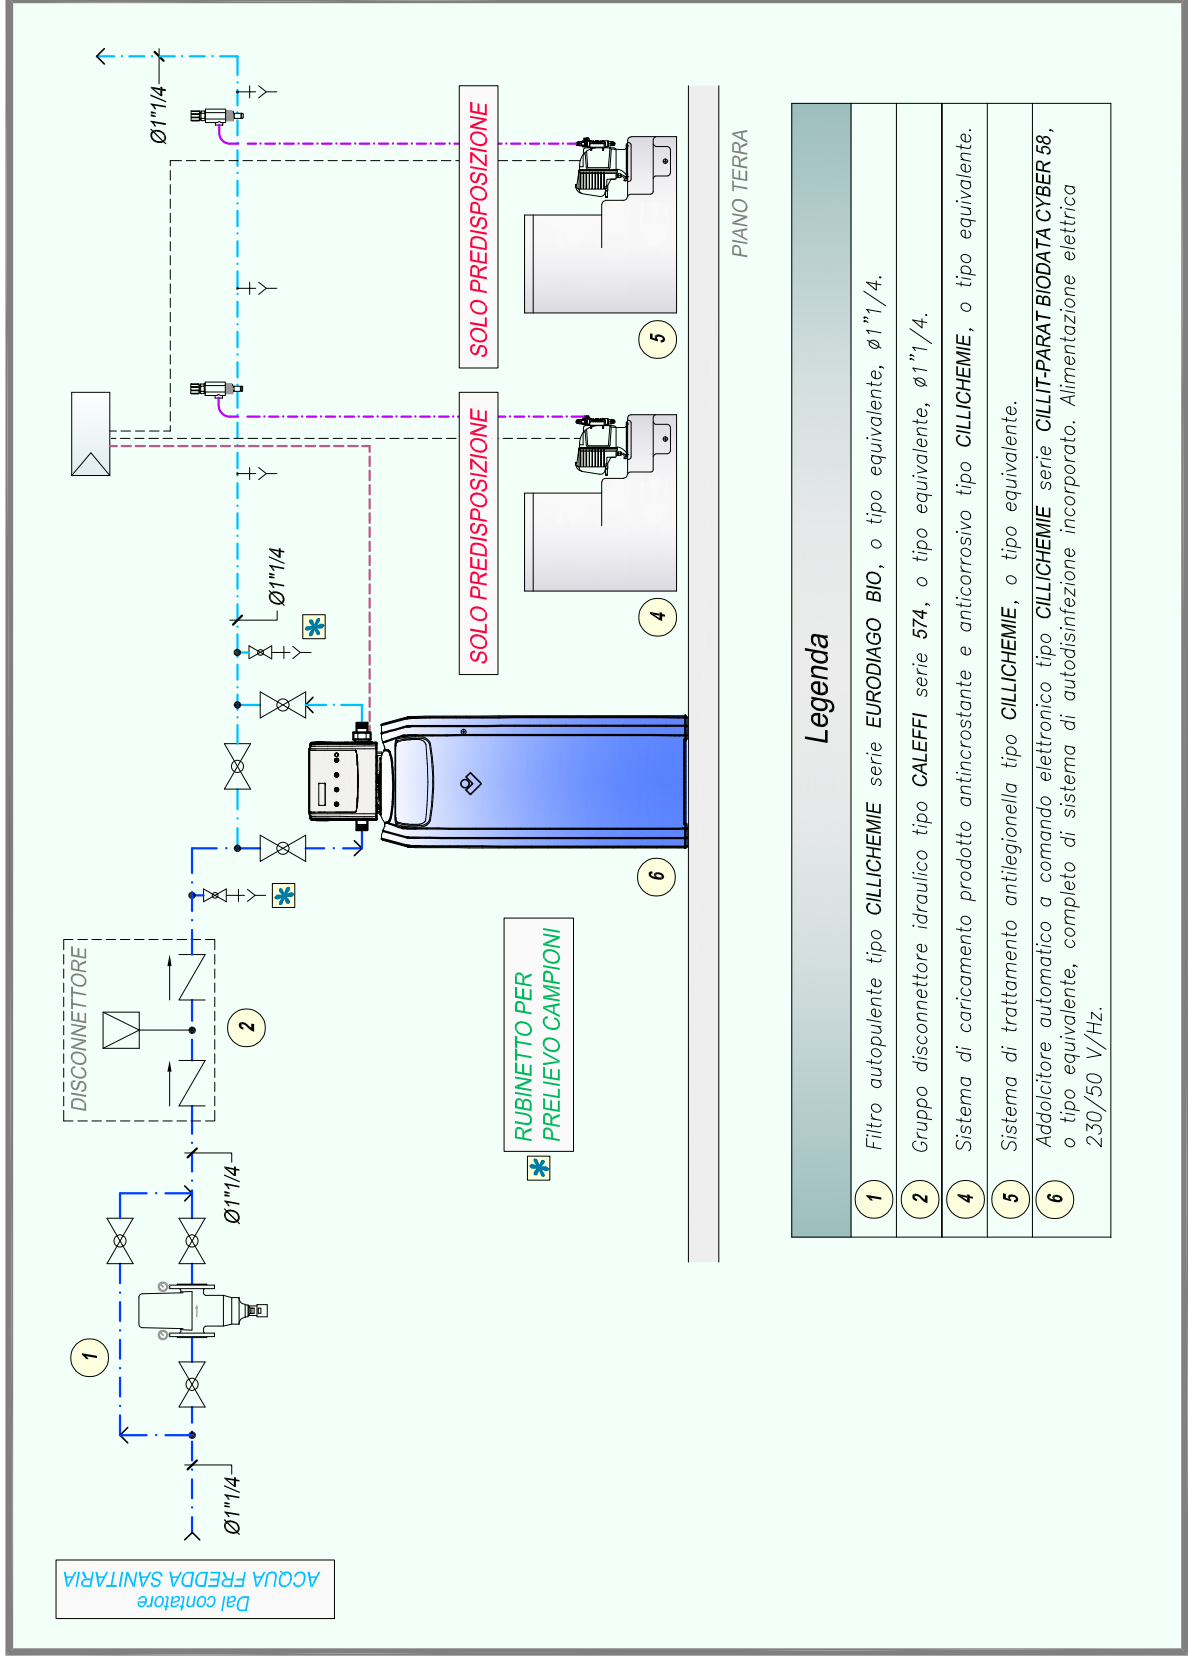 Dal contatore
ACQUA FREDDA SANITARIA
Ø1"1/4
1
Ø1"1/4
DISCONNETTORE
2
Ø1"1/4
Ø1"1/4
RUBINETTO PER
PRELIEVO CAMPIONI
6
SOLO PREDISPOSIZIONE
4
SOLO PREDISPOSIZIONE
5
PIANO TERRA
Legenda
1 Filtro autopulente tipo CILLICHEMIE serie EURODIAGO BIO, o tipo equivalente, ø1"1/4.
2 Gruppo disconnettore idraulico tipo CALEFFI serie 574, o tipo equivalente, ø1"1/4.
4 Sistema di caricamento prodotto antincrostante e anticorrosivo tipo CILLICHEMIE, o tipo equivalente.
5 Sistema di trattamento antilegionella tipo CILLICHEMIE, o tipo equivalente.
6 Addolcitore automatico a comando elettronico tipo CILLICHEMIE serie CILLIT-PARAT BIODATA CYBER 58,
o tipo equivalente, completo di sistema di autodisinfezione incorporato. Alimentazione elettrica
230/50 V/Hz.